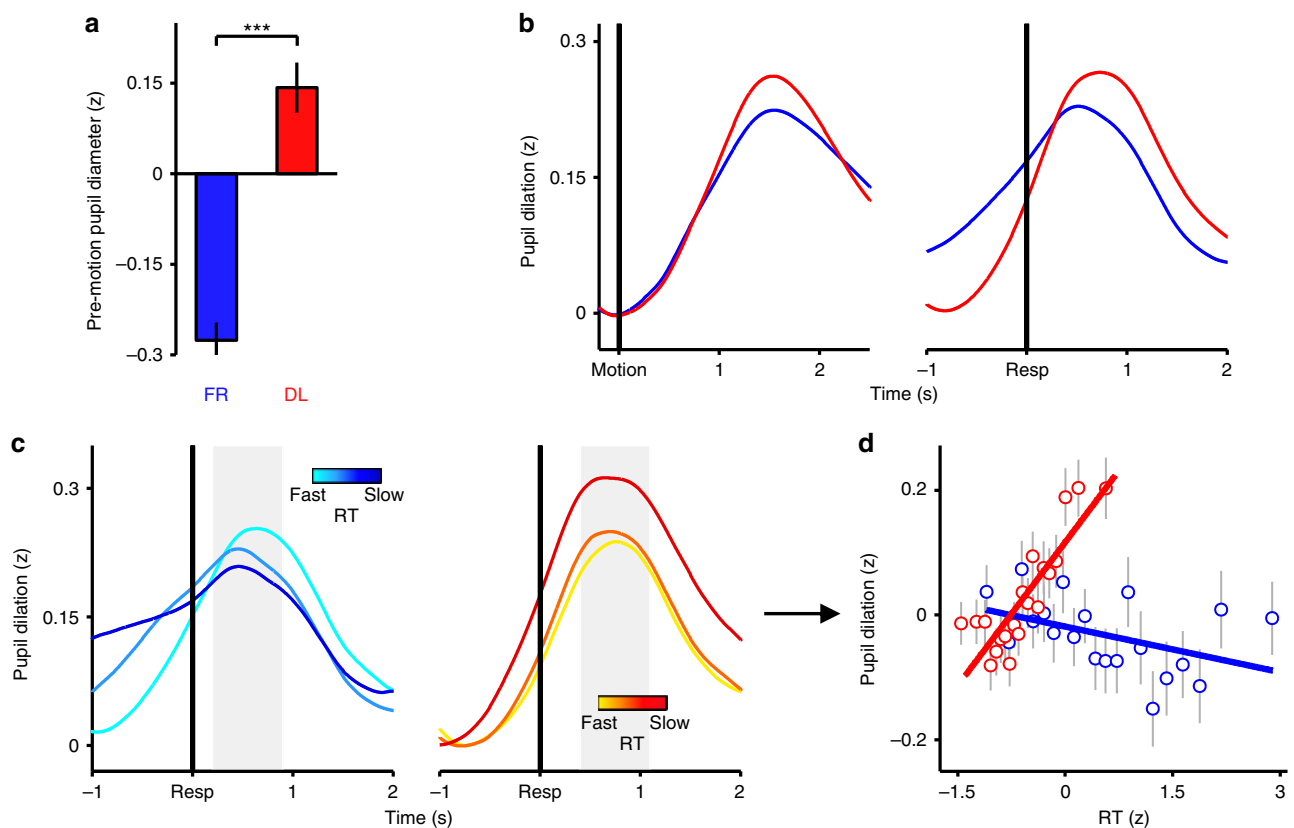 a
***
Pre-motion pupil diameter (z)
0.15
0
−0.15
−0.3
FR DL
b
Pupil dilation (z)
0.3
0.15
0
Motion 1 2
−1 Resp 1 2
Time (s)
c
Pupil dilation (z)
0.3
0.15
0
Fast Slow
RT
−1 Resp 1 2
Fast Slow
RT
−1 Resp 1 2
Time (s)
d
Pupil dilation (z)
0.2
0
−0.2
−1.5 0 1.5 3
RT (z)